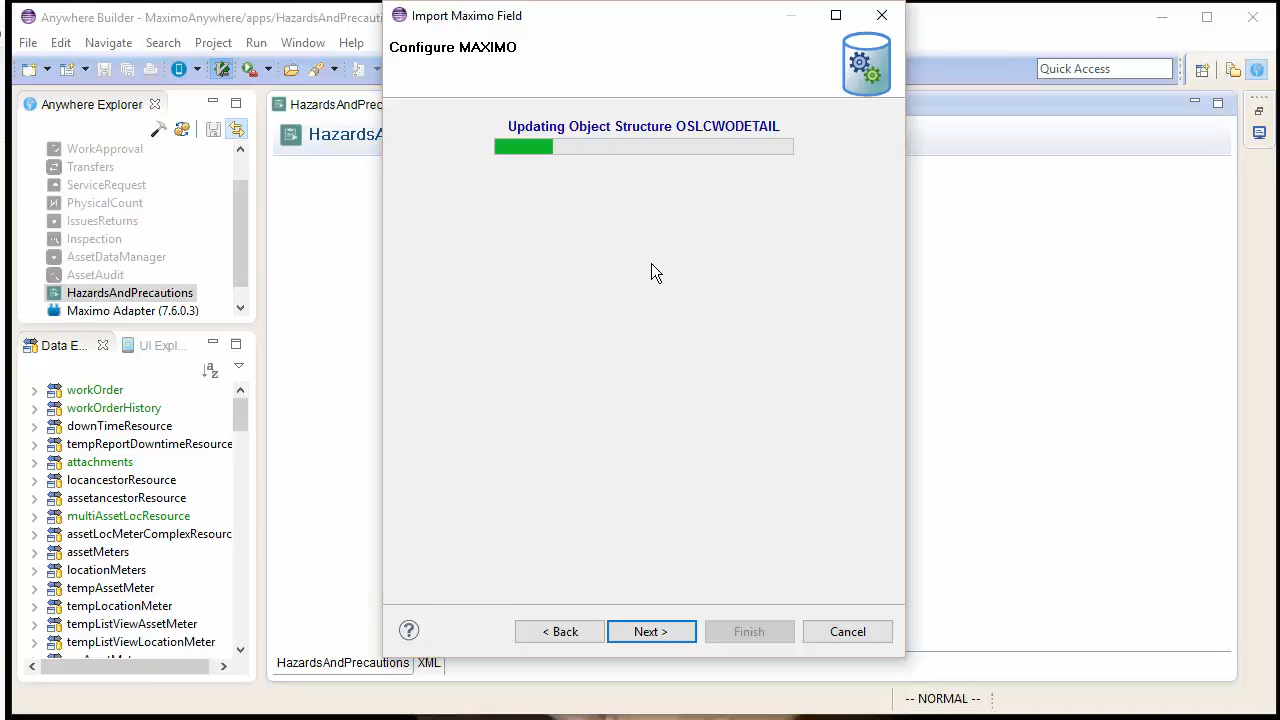 Anywhere Builder - MaximoAnywhere/apps/HazardsAndPrecauti
File Edit Navigate Search Project Run Window Help
Quick Access
Anywhere Explorer
WorkApproval
Transfers
ServiceRequest
PhysicalCount
IssuesReturns
Inspection
AssetDataManager
AssetAudit
HazardsAndPrecautions
Maximo Adapter (7.6.0.3)
Data E...
UI Expl...
workOrder
workOrderHistory
downTimeResource
tempReportDowntimeResource
attachments
locancestorResource
assetancestorResource
multiAssetLocResource
assetLocMeterComplexResourc
assetMeters
locationMeters
tempAssetMeter
tempLocationMeter
tempListViewAssetMeter
tempListViewLocationMeter
HazardsAndPrec
HazardsA
HazardsAndPrecautions XML
Import Maximo Field
Configure MAXIMO
Updating Object Structure OSLCWODETAIL
?
< Back Next > Finish Cancel
-- NORMAL --